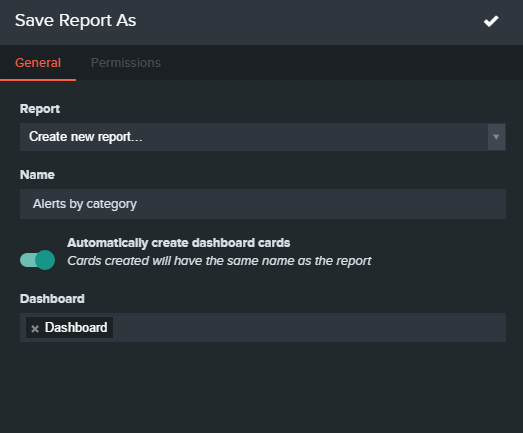 Save Report As
General Permissions
Report
Create new report...
Name
Alerts by category
Automatically create dashboard cards
Cards created will have the same name as the report
Dashboard
× Dashboard